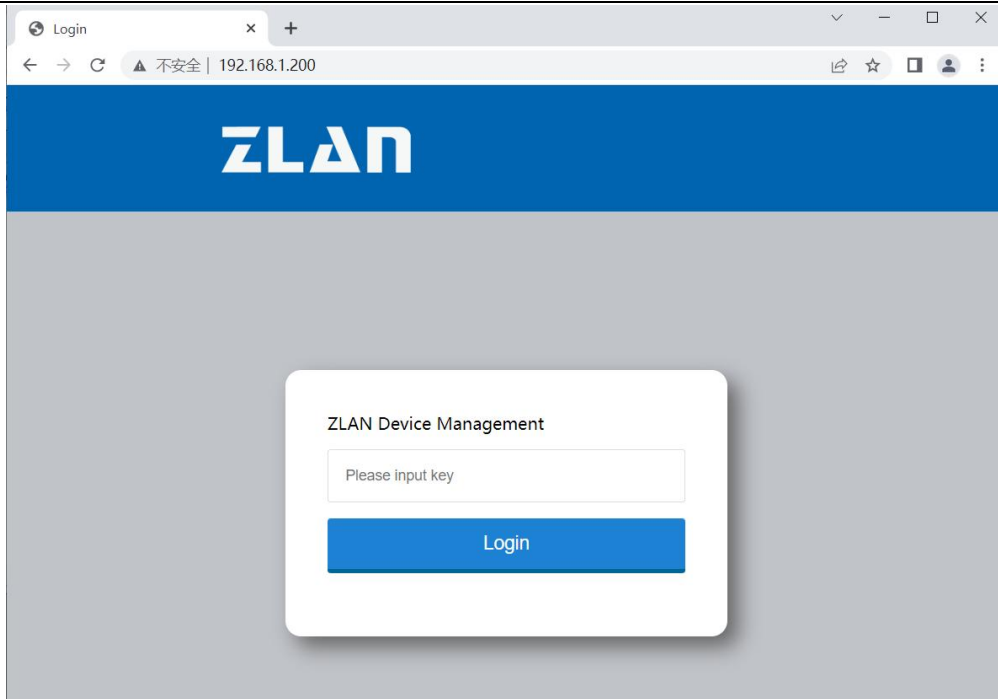 Login
不安全 | 192.168.1.200
ZLAN
ZLAN Device Management
Please input key
Login